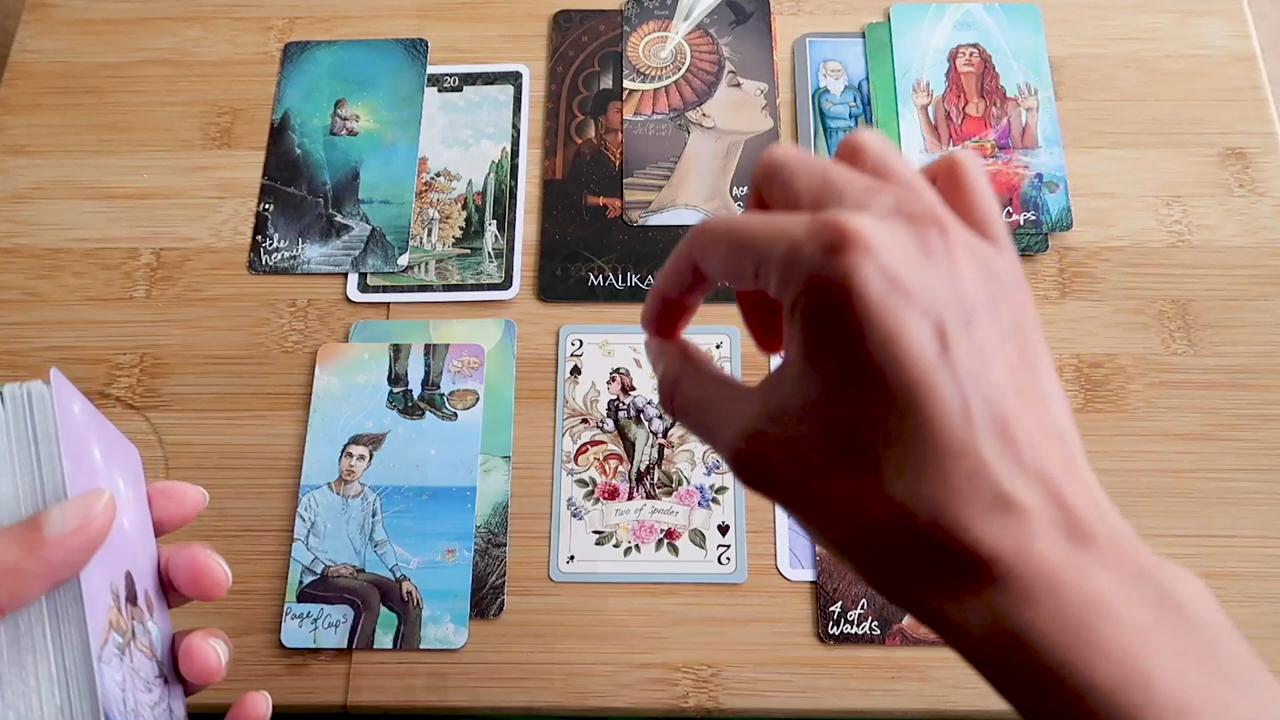 20
the
hermit
MALIKA
Cups
2
Two of Spades
2
Page of Cups
4 of
Wands